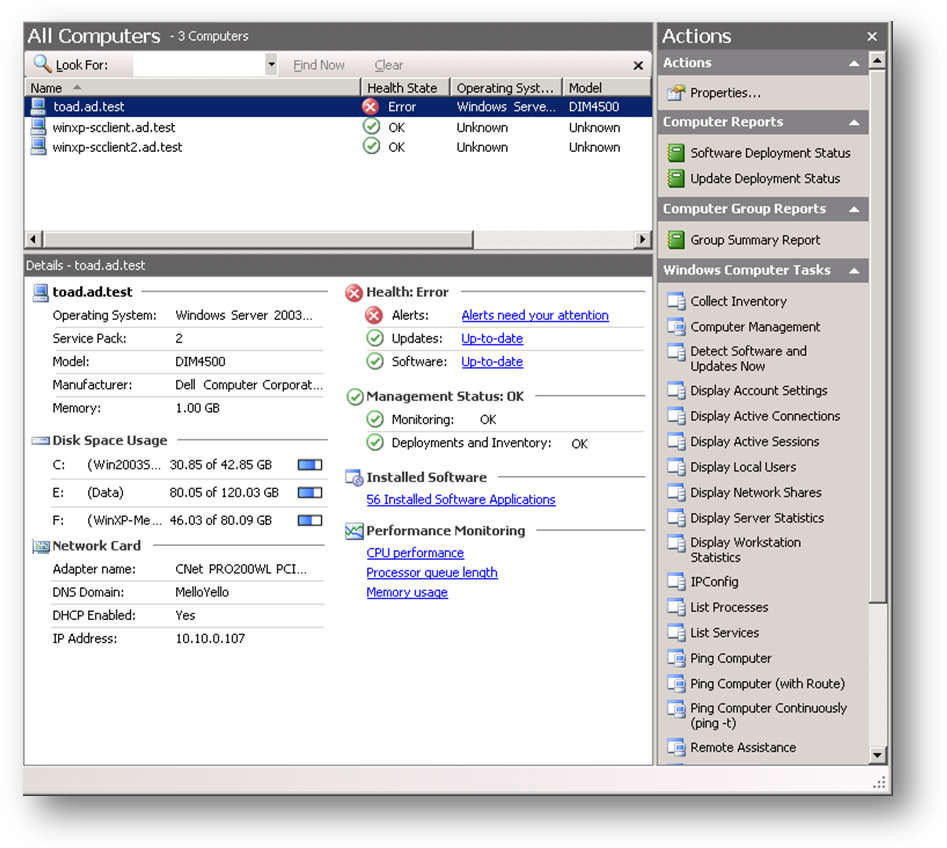 All Computers - 3 Computers
Look For: Find Now Clear
Name Health State Operating Syst... Model
toad.ad.test Error Windows Serve... DIM4500
winxp-scclient.ad.test OK Unknown Unknown
winxp-scclient2.ad.test OK Unknown Unknown
Details - toad.ad.test
toad.ad.test
Operating System: Windows Server 2003...
Service Pack: 2
Model: DIM4500
Manufacturer: Dell Computer Corporat...
Memory: 1.00 GB
Disk Space Usage
C: (Win20035... 30.85 of 42.85 GB
E: (Data) 80.05 of 120.03 GB
F: (WinXP-Me... 46.03 of 80.09 GB
Network Card
Adapter name: CNet PRO200WL PCI...
DNS Domain: MelloYello
DHCP Enabled: Yes
IP Address: 10.10.0.107
Health: Error
Alerts: Alerts need your attention
Updates: Up-to-date
Software: Up-to-date
Management Status: OK
Monitoring: OK
Deployments and Inventory: OK
Installed Software
56 Installed Software Applications
Performance Monitoring
CPU performance
Processor queue length
Memory usage
Actions
Actions
Properties...
Computer Reports
Software Deployment Status
Update Deployment Status
Computer Group Reports
Group Summary Report
Windows Computer Tasks
Collect Inventory
Computer Management
Detect Software and
Updates Now
Display Account Settings
Display Active Connections
Display Active Sessions
Display Local Users
Display Network Shares
Display Server Statistics
Display Workstation
Statistics
IPConfig
List Processes
List Services
Ping Computer
Ping Computer (with Route)
Ping Computer Continuously
(ping -t)
Remote Assistance